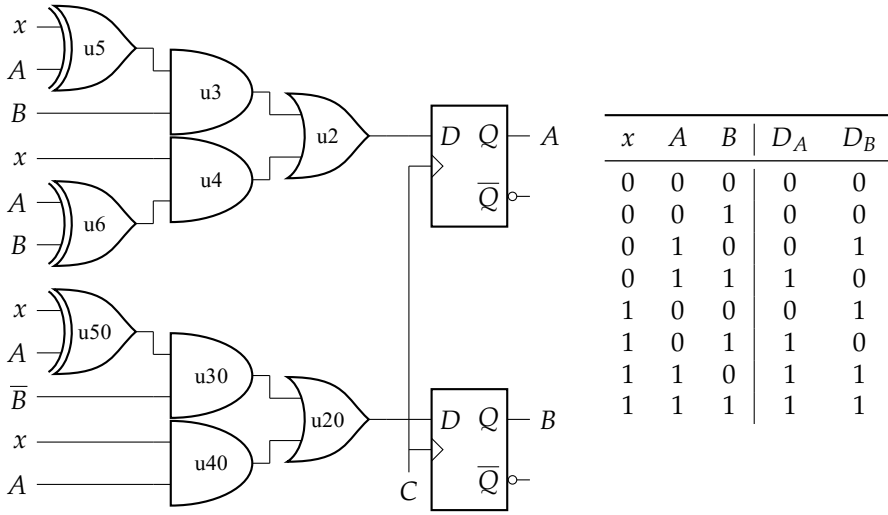 x
A
B
x
A
B
u5
u3
u4
u6
u2
D Q
Q̅
A
x
A
B̅
x
A
u50
u30
u40
u20
C
D Q
Q̅
B
x A B D_A D_B
0 0 0 0 0
0 0 1 0 0
0 1 0 0 1
0 1 1 1 0
1 0 0 0 1
1 0 1 1 0
1 1 0 1 1
1 1 1 1 1